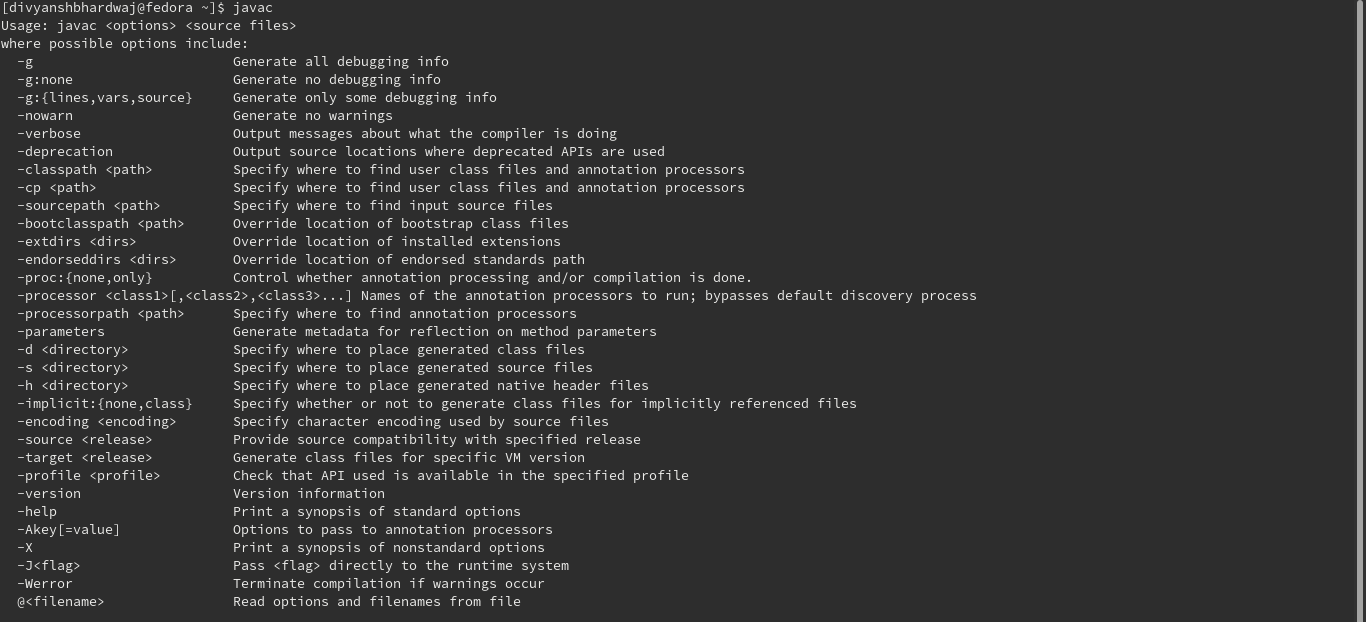 [divyanshbhardwaj@fedora ~]$ javac
Usage: javac <options> <source files>
where possible options include:
  -g                         Generate all debugging info
  -g:none                    Generate no debugging info
  -g:{lines,vars,source}     Generate only some debugging info
  -nowarn                    Generate no warnings
  -verbose                   Output messages about what the compiler is doing
  -deprecation               Output source locations where deprecated APIs are used
  -classpath <path>          Specify where to find user class files and annotation processors
  -cp <path>                 Specify where to find user class files and annotation processors
  -sourcepath <path>         Specify where to find input source files
  -bootclasspath <path>      Override location of bootstrap class files
  -extdirs <dirs>            Override location of installed extensions
  -endorseddirs <dirs>       Override location of endorsed standards path
  -proc:{none,only}          Control whether annotation processing and/or compilation is done.
  -processor <class1>[,<class2>,<class3>...] Names of the annotation processors to run; bypasses default discovery process
  -processorpath <path>      Specify where to find annotation processors
  -parameters                Generate metadata for reflection on method parameters
  -d <directory>             Specify where to place generated class files
  -s <directory>             Specify where to place generated source files
  -h <directory>             Specify where to place generated native header files
  -implicit:{none,class}     Specify whether or not to generate class files for implicitly referenced files
  -encoding <encoding>       Specify character encoding used by source files
  -source <release>          Provide source compatibility with specified release
  -target <release>          Generate class files for specific VM version
  -profile <profile>         Check that API used is available in the specified profile
  -version                   Version information
  -help                      Print a synopsis of standard options
  -Akey[=value]              Options to pass to annotation processors
  -X                         Print a synopsis of nonstandard options
  -J<flag>                   Pass <flag> directly to the runtime system
  -Werror                    Terminate compilation if warnings occur
  @<filename>                Read options and filenames from file